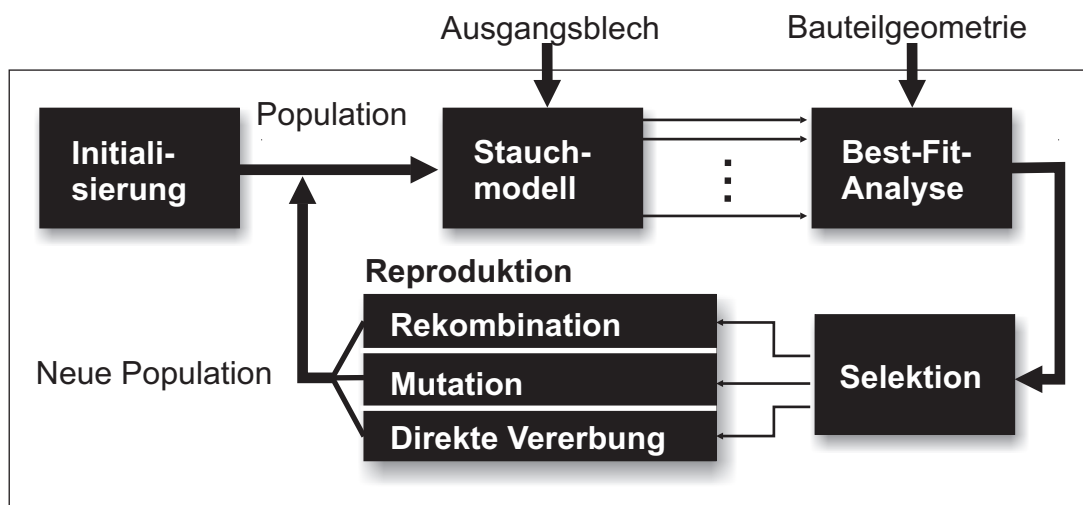 Ausgangsblech
Bauteilgeometrie
Population
Initiali-
sierung
Stauch-
modell
Best-Fit-
Analyse
Reproduktion
Rekombination
Mutation
Direkte Vererbung
Selektion
Neue Population